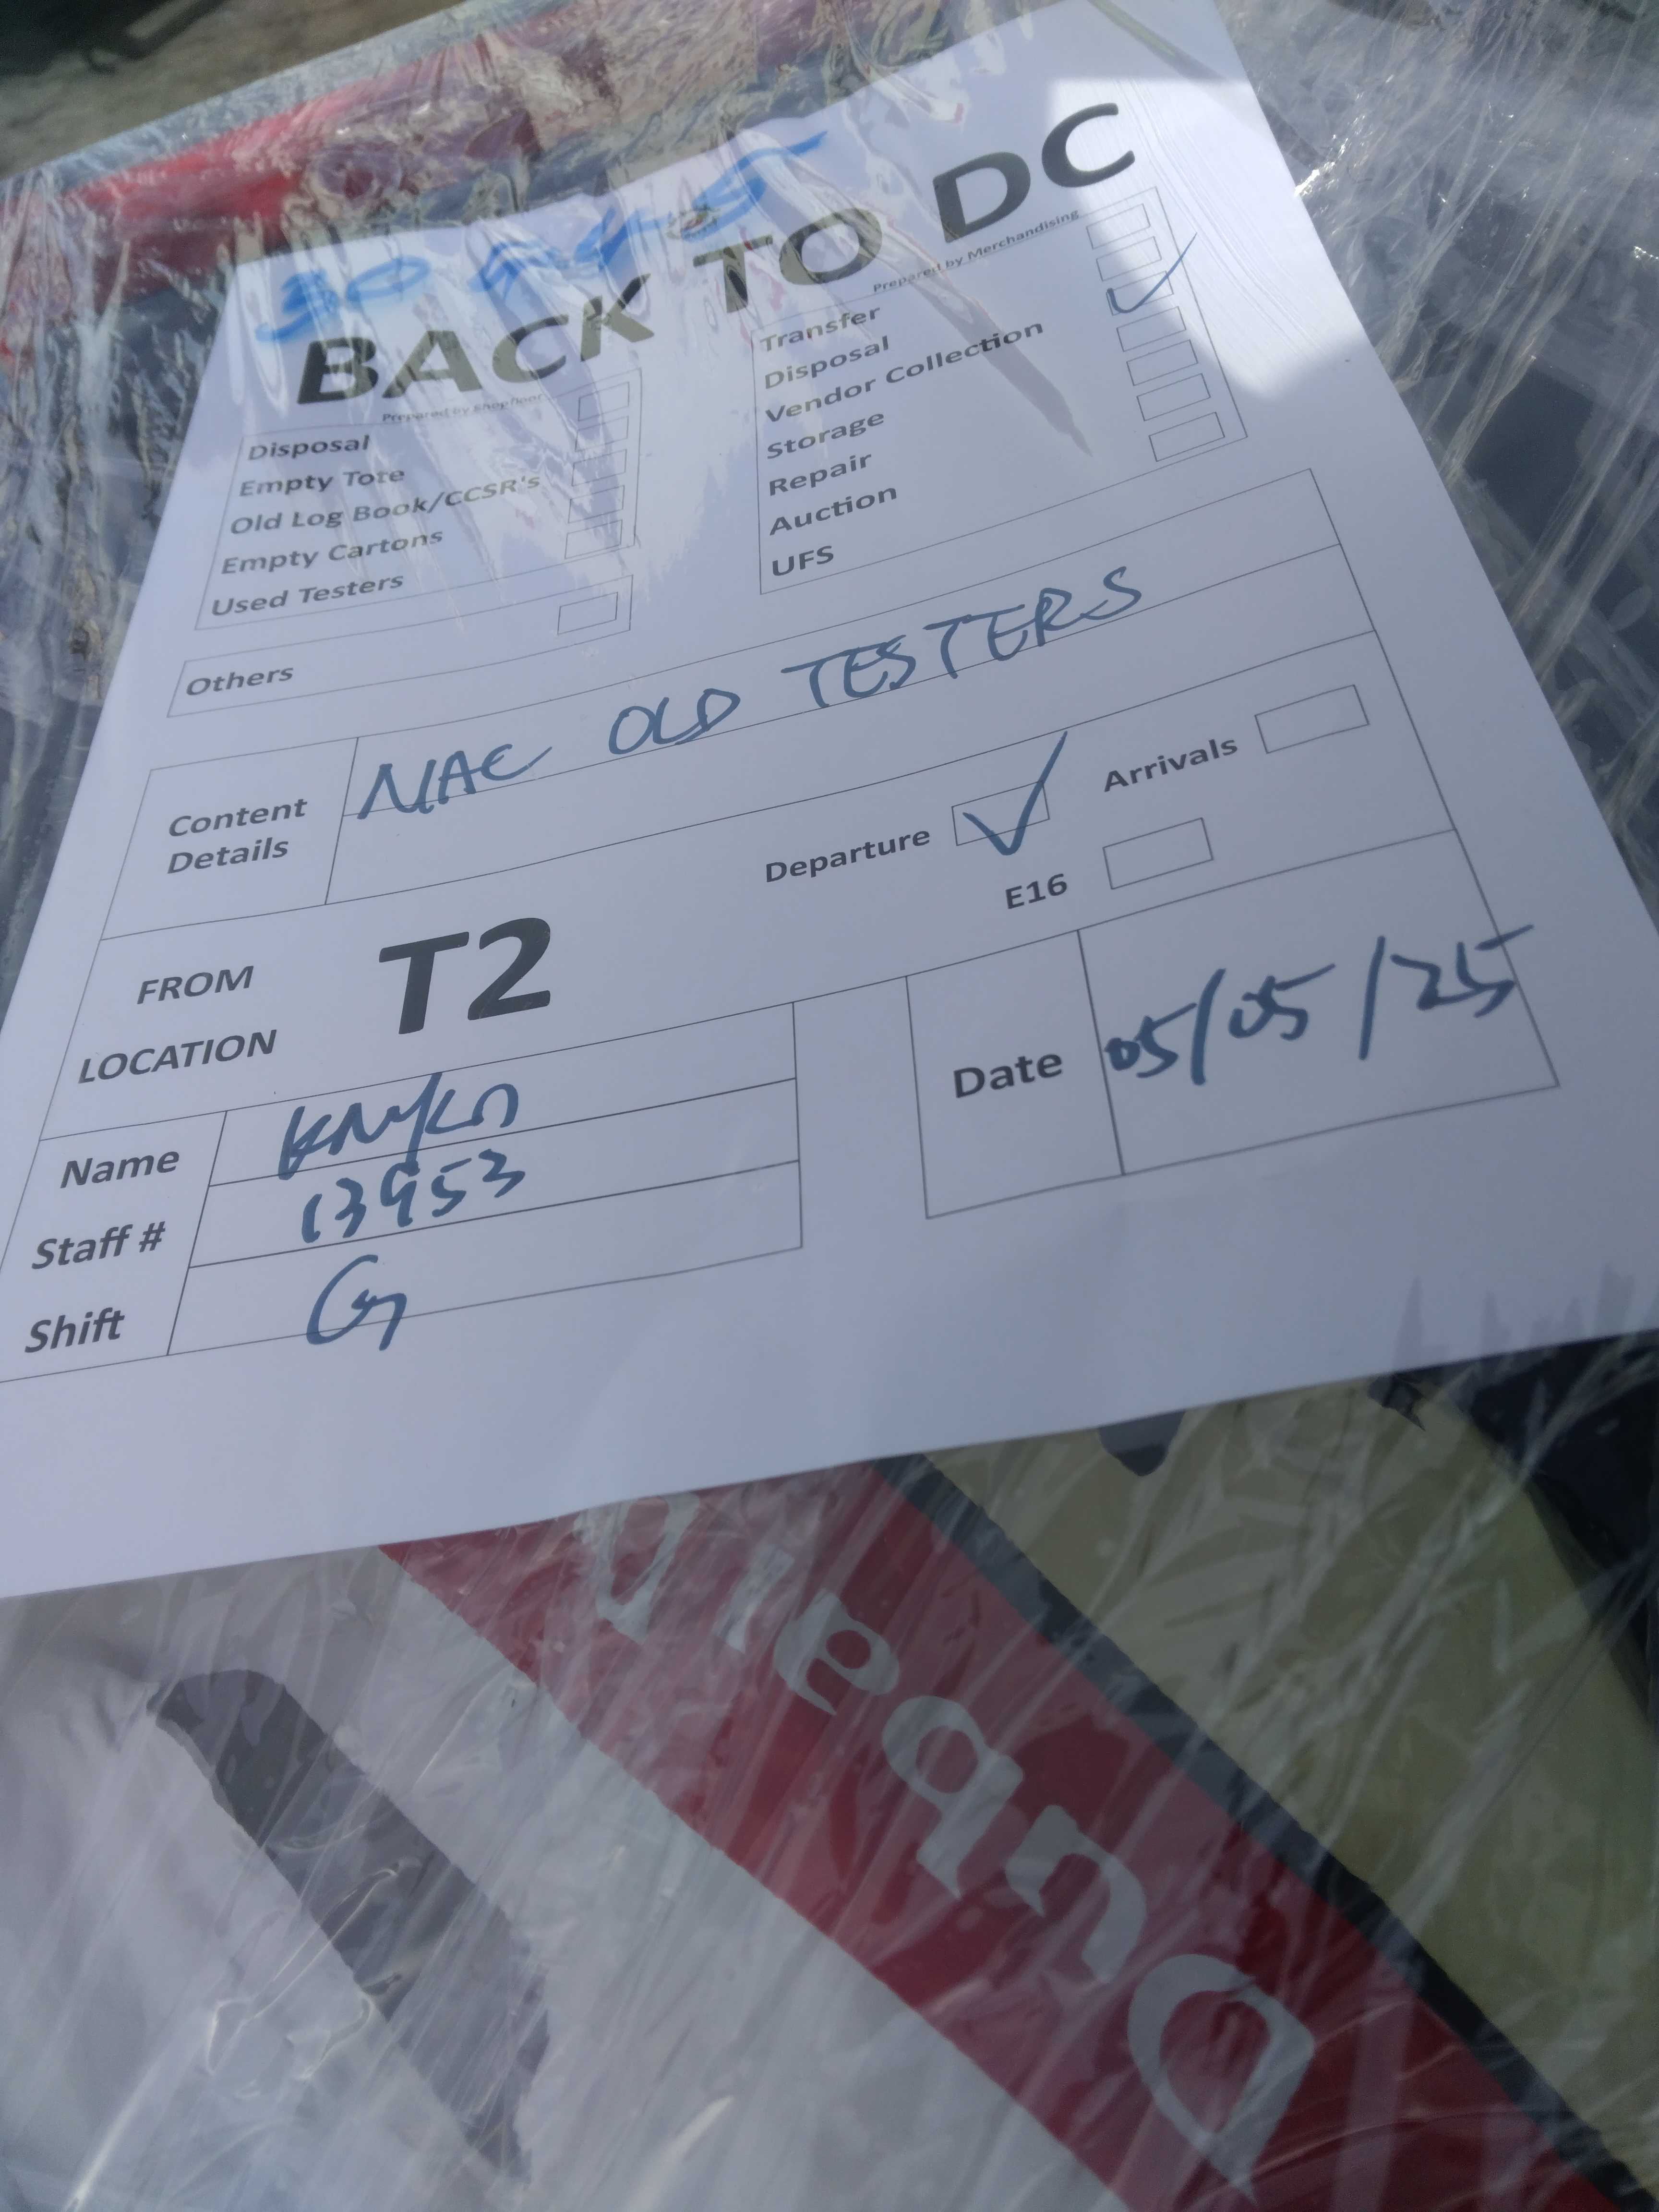 BACK TO DC
Prepared by Shopfloor
Disposal
Empty Tote
Old Log Book/CCSR's
Empty Cartons
Used Testers
Others
Prepared by Merchandising
Transfer
Disposal
Vendor Collection
Storage
Repair
Auction
UFS
Content Details
NAC OLD TESTERS
FROM LOCATION
T2
Departure
Arrivals
E16
Name
Staff #
13953
Shift
G
Date
05/05/25
Dubai